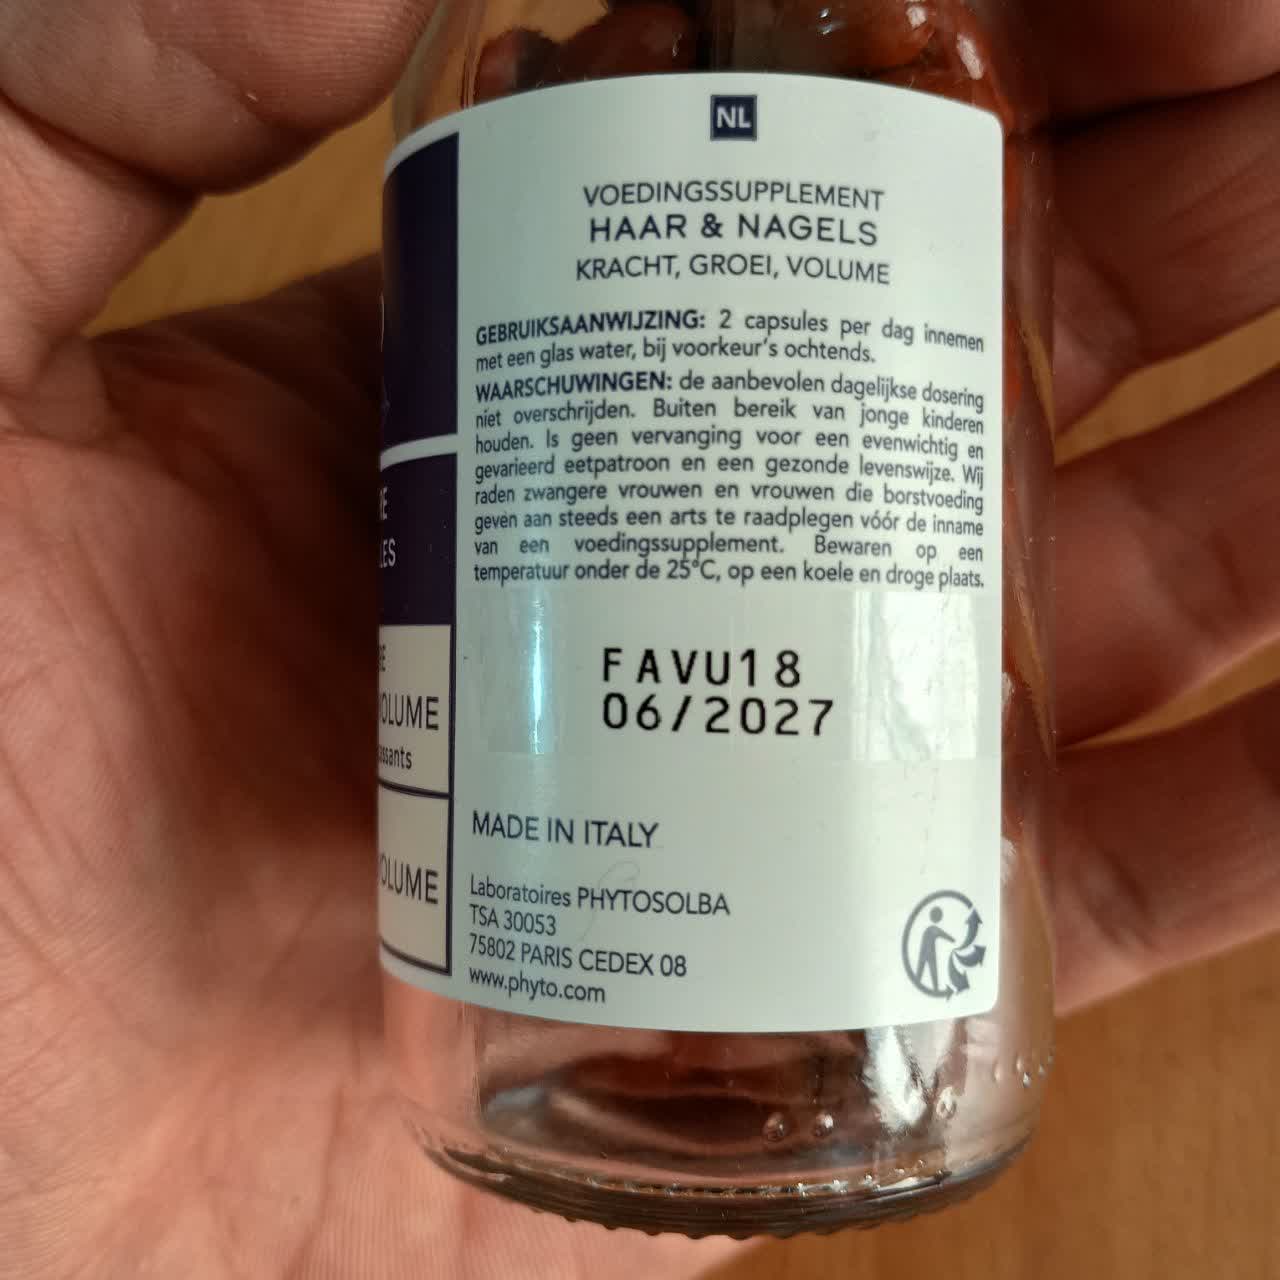 NL
VOEDINGSSUPPLEMENT
HAAR & NAGELS
KRACHT, GROEI, VOLUME
GEBRUIKSAANWIJZING: 2 capsules per dag innemen
met een glas water, bij voorkeur's ochtends.
WAARSCHUWINGEN: de aanbevolen dagelijkse dosering
niet overschrijden. Buiten bereik van jonge kinderen
houden. Is geen vervanging voor een evenwichtig en
gevarieerd eetpatroon en een gezonde levenswijze. Wij
raden zwangere vrouwen en vrouwen die borstvoeding
geven aan steeds een arts te raadplegen vóór de inname
van een voedingssupplement. Bewaren op een
temperatuur onder de 25°C, op een koele en droge plaats.
FAVU18
06/2027
MADE IN ITALY
Laboratoires PHYTOSOLBA
TSA 30053
75802 PARIS CEDEX 08
www.phyto.com
VOLUME
VOLUME